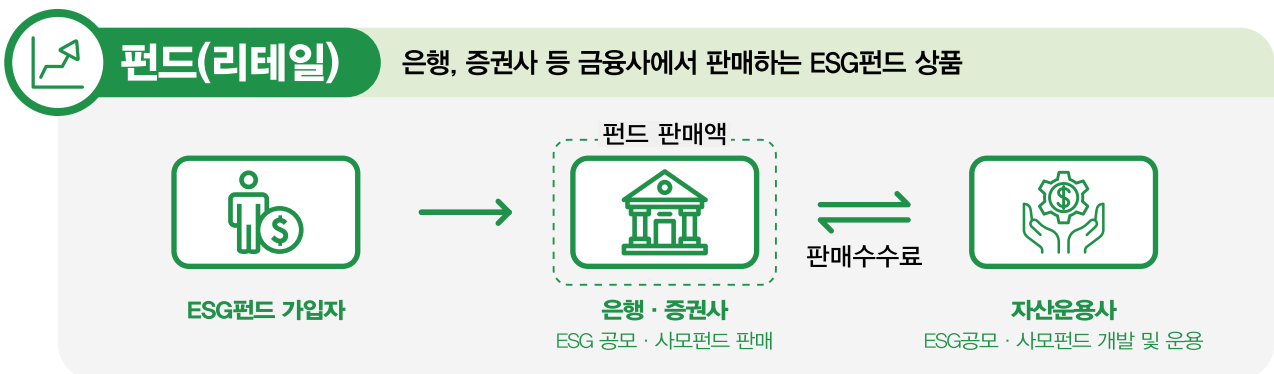 펀드(리테일)
은행, 증권사 등 금융사에서 판매하는 ESG펀드 상품
펀드 판매액
판매수수료
ESG펀드 가입자
은행 · 증권사
ESG 공모 · 사모펀드 판매
자산운용사
ESG공모 · 사모펀드 개발 및 운용